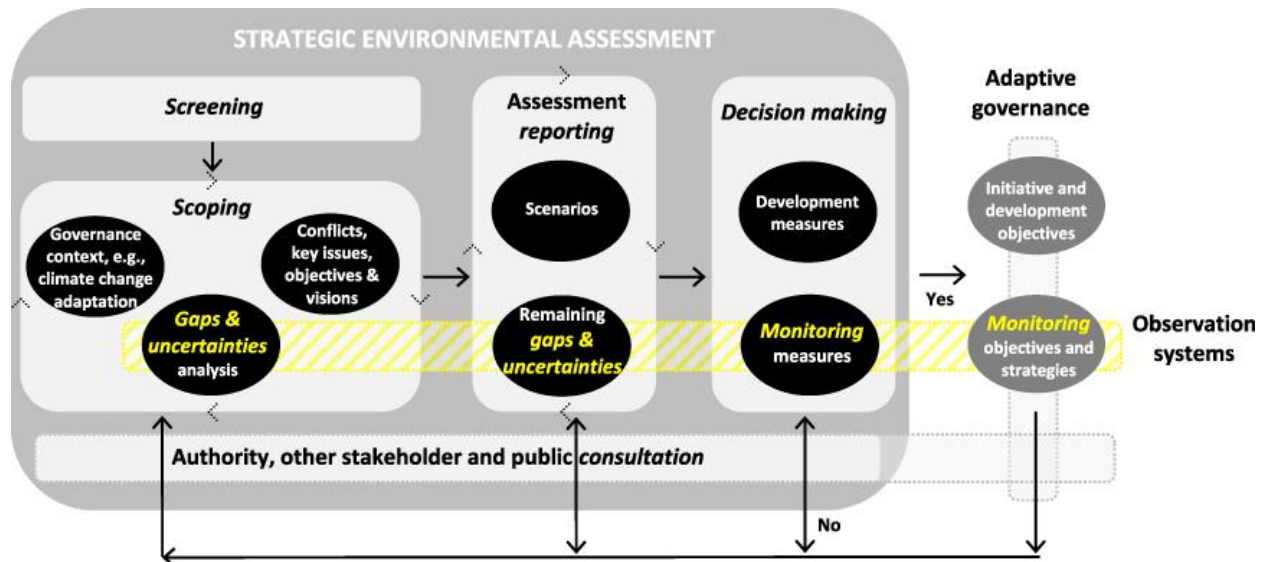 STRATEGIC ENVIRONMENTAL ASSESSMENT
Screening
Scoping
Governance
context, e.g.,
climate change
adaptation
Conflicts,
key issues,
objectives &
visions
Gaps &
uncertainties
analysis
Assessment
reporting
Scenarios
Remaining
gaps &
uncertainties
Decision making
Development
measures
Monitoring
measures
Yes
Adaptive
governance
Initiative and
development
objectives
Monitoring
objectives and
strategies
Observation
systems
Authority, other stakeholder and public consultation
No